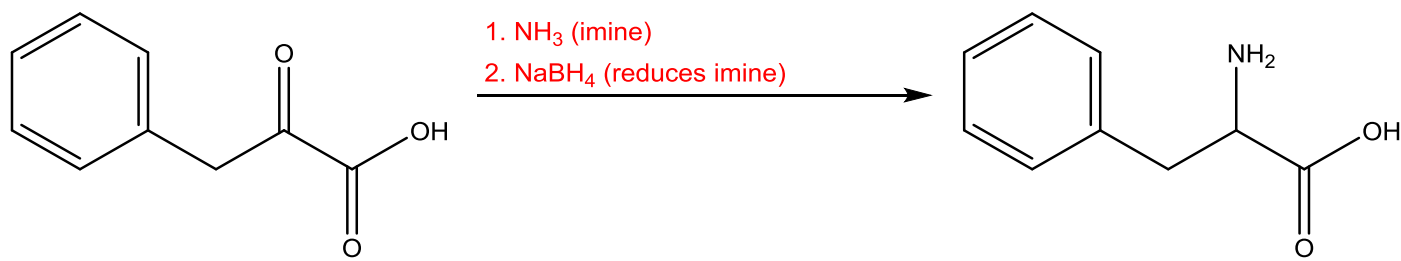 1. NH₃ (imine)
2. NaBH₄ (reduces imine)
O
OH
O
NH₂
OH
O